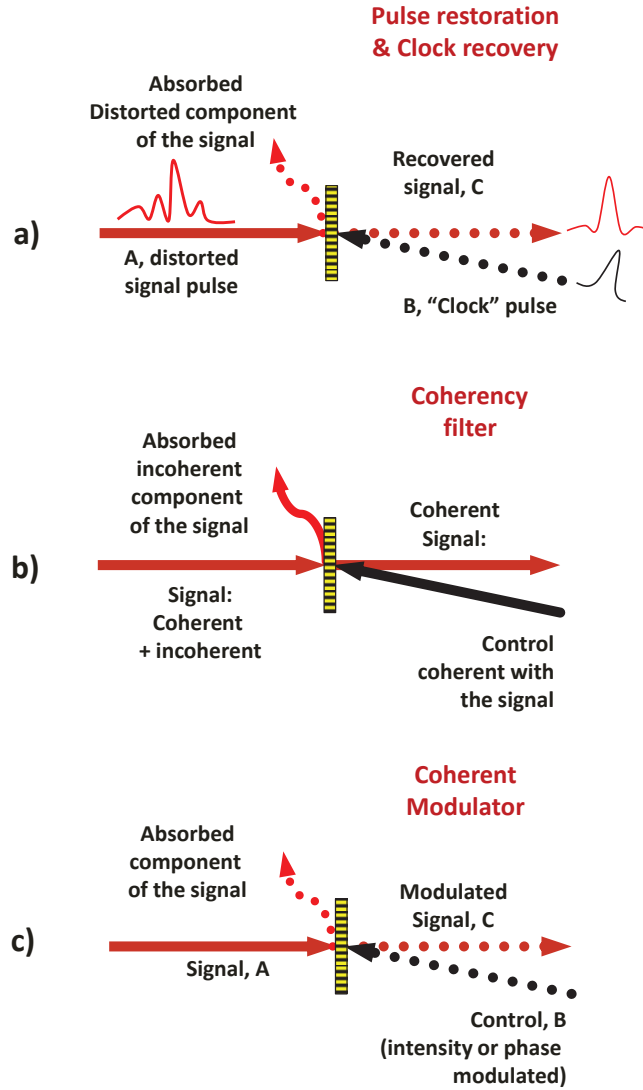 Pulse restoration
& Clock recovery
Absorbed
Distorted component
of the signal
Recovered
signal, C
a)
A, distorted
signal pulse
B, “Clock” pulse
Coherency
filter
Absorbed
incoherent
component
of the signal
Coherent
Signal:
b)
Signal:
Coherent
+ incoherent
Control
coherent with
the signal
Coherent
Modulator
Absorbed
component
of the signal
Modulated
Signal, C
c)
Signal, A
Control, B
(intensity or phase
modulated)